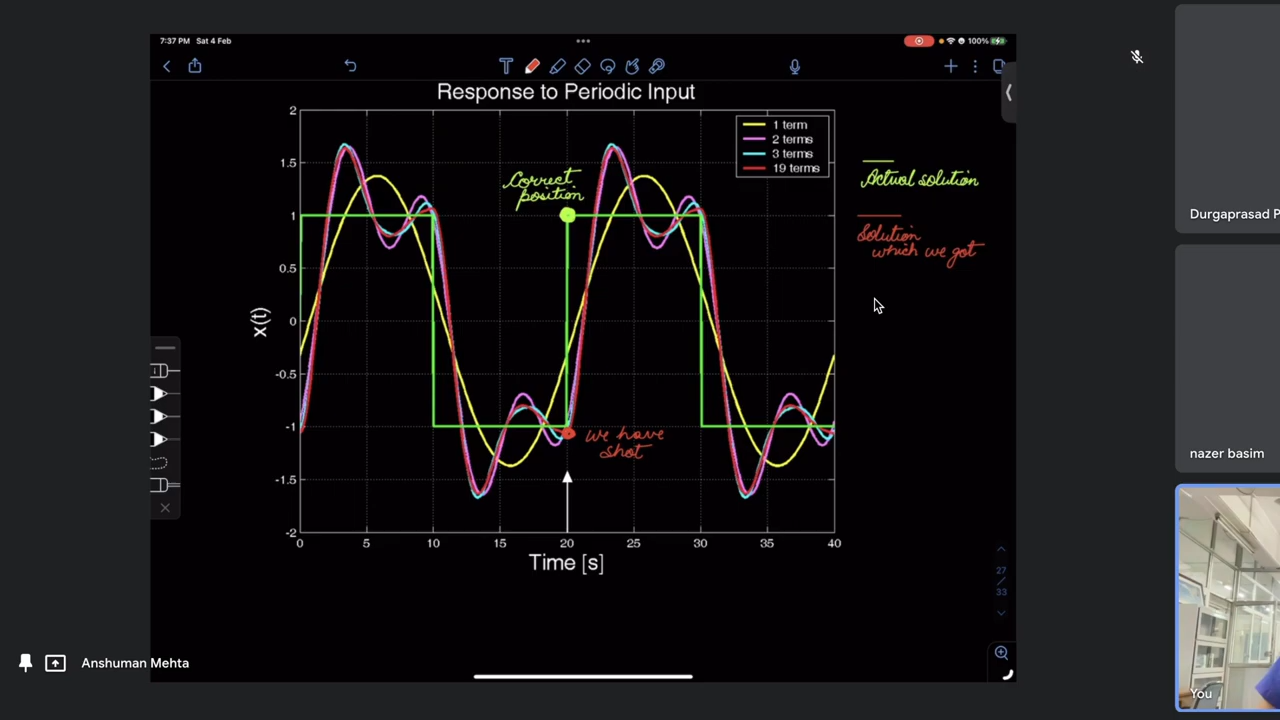 7:37 PM Sat 4 Feb
100%
Response to Periodic Input
2
1.5
1
0.5
0
-0.5
-1
-1.5
-2
x(t)
0 5 10 15 20 25 30 35 40
Time [s]
1 term
2 terms
3 terms
19 terms
Correct
position
we have
shot
Actual solution
Solution
which we got
27
/
33
Anshuman Mehta
Durgaprasad P
nazer basim
You